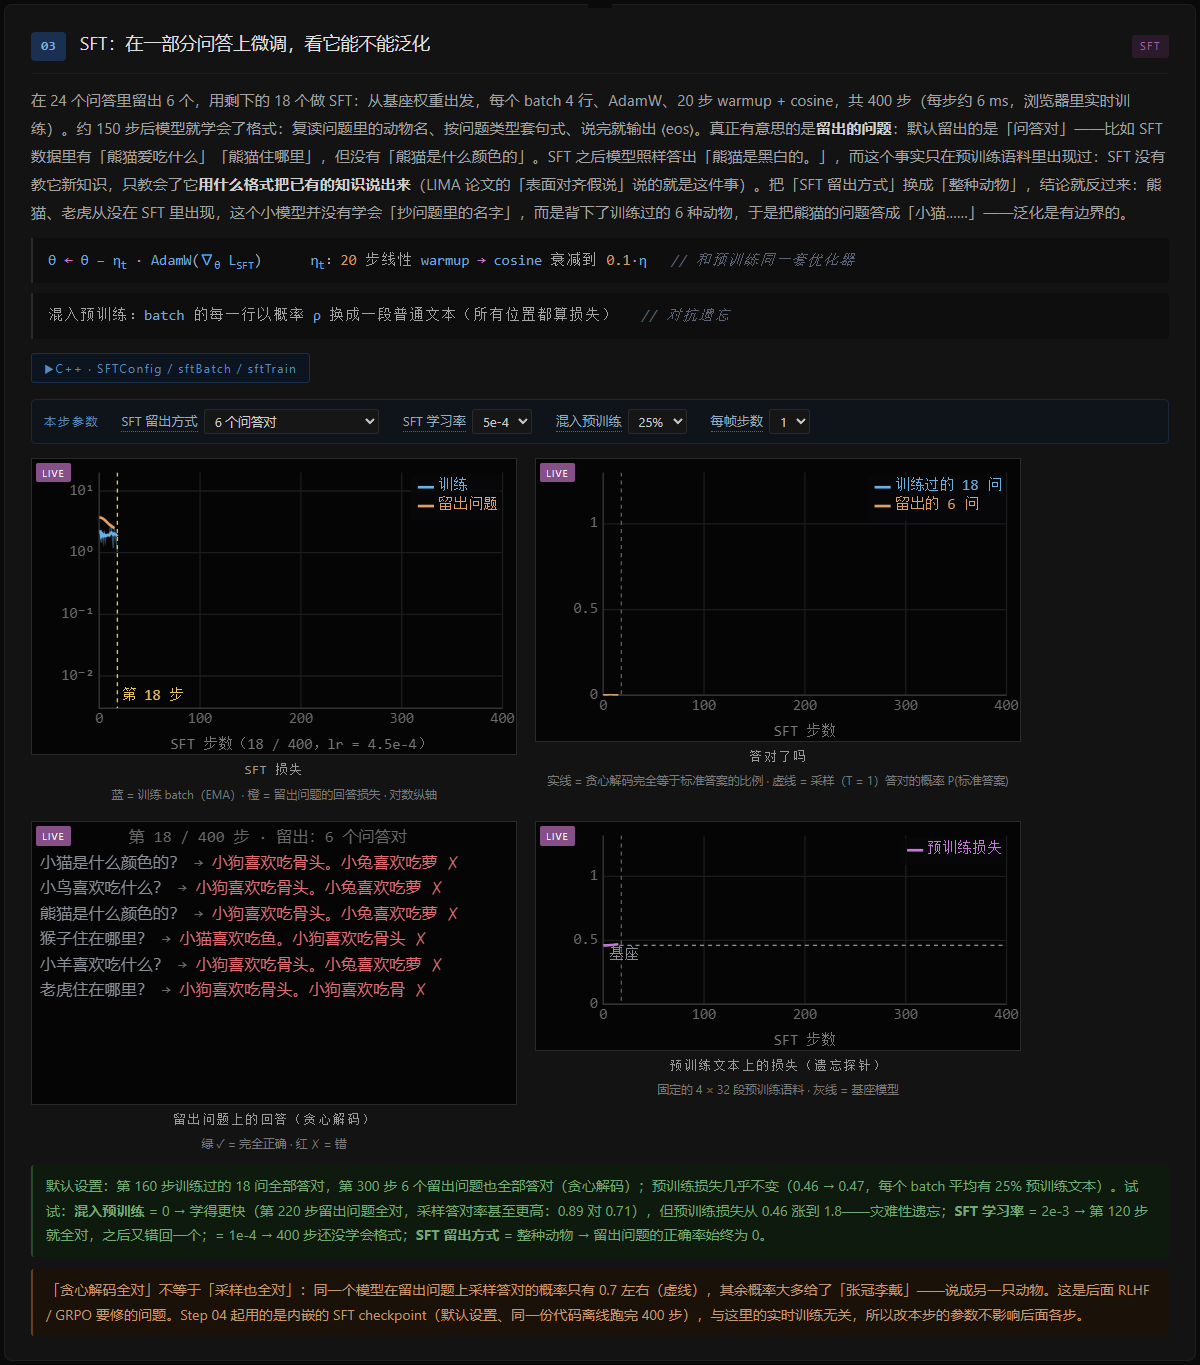 03 SFT：在一部分问答上微调，看它能不能泛化 SFT
在 24 个问答里留出 6 个，用剩下的 18 个做 SFT：从基座权重出发，每个 batch 4 行、AdamW、20 步 warmup + cosine，共 400 步（每步约 6 ms，浏览器里实时训
练）。约 150 步后模型就学会了格式：复读问题里的动物名、按问题类型套句式、说完就输出 ⟨eos⟩。真正有意思的是留出的问题：默认留出的是「问答对」——比如 SFT
数据里有「熊猫爱吃什么」「熊猫住哪里」，但没有「熊猫是什么颜色的」。SFT 之后模型照样答出「熊猫是黑白的。」，而这个事实只在预训练语料里出现过：SFT 没有
教它新知识，只教会了它用什么格式把已有的知识说出来（LIMA 论文的「表面对齐假说」说的就是这件事）。把「SFT 留出方式」换成「整种动物」，结论就反过来：熊
猫、老虎从没在 SFT 里出现，这个小模型并没有学会「抄问题里的名字」，而是背下了训练过的 6 种动物，于是把熊猫的问题答成「小猫……」——泛化是有边界的。
θ ← θ − ηt · AdamW(∇θ LSFT) ηt：20 步线性 warmup → cosine 衰减到 0.1·η // 和预训练同一套优化器
混入预训练：batch 的每一行以概率 ρ 换成一段普通文本（所有位置都算损失） // 对抗遗忘
▶C++ · SFTConfig / sftBatch / sftTrain
本步参数 SFT 留出方式 6 个问答对 SFT 学习率 5e-4 混入预训练 25% 每帧步数 1
LIVE
训练
留出问题
10¹
10⁰
10⁻¹
10⁻²
第 18 步
0 100 200 300 400
SFT 步数（18 / 400，lr = 4.5e-4）
SFT 损失
蓝 = 训练 batch（EMA）· 橙 = 留出问题的回答损失 · 对数纵轴
LIVE
训练过的 18 问
留出的 6 问
1
0.5
0
0 100 200 300 400
SFT 步数
答对了吗
实线 = 贪心解码完全等于标准答案的比例 · 虚线 = 采样（T = 1）答对的概率 P(标准答案)
LIVE 第 18 / 400 步 · 留出：6 个问答对
小猫是什么颜色的？ → 小狗喜欢吃骨头。小兔喜欢吃萝 ✗
小鸟喜欢吃什么？ → 小狗喜欢吃骨头。小兔喜欢吃萝 ✗
熊猫是什么颜色的？ → 小狗喜欢吃骨头。小兔喜欢吃萝 ✗
猴子住在哪里？ → 小猫喜欢吃鱼。小狗喜欢吃骨头 ✗
小羊喜欢吃什么？ → 小狗喜欢吃骨头。小兔喜欢吃萝 ✗
老虎住在哪里？ → 小狗喜欢吃骨头。小狗喜欢吃骨 ✗
留出问题上的回答（贪心解码）
绿 ✓ = 完全正确 · 红 ✗ = 错
LIVE
预训练损失
1
0.5
基座
0
0 100 200 300 400
SFT 步数
预训练文本上的损失（遗忘探针）
固定的 4 × 32 段预训练语料 · 灰线 = 基座模型
默认设置：第 160 步训练过的 18 问全部答对，第 300 步 6 个留出问题也全部答对（贪心解码）；预训练损失几乎不变（0.46 → 0.47，每个 batch 平均有 25% 预训练文本）。试
试：混入预训练 = 0 → 学得更快（第 220 步留出问题全对，采样答对率甚至更高：0.89 对 0.71），但预训练损失从 0.46 涨到 1.8——灾难性遗忘；SFT 学习率 = 2e-3 → 第 120 步
就全对，之后又错回一个；= 1e-4 → 400 步还没学会格式；SFT 留出方式 = 整种动物 → 留出问题的正确率始终为 0。
「贪心解码全对」不等于「采样也全对」：同一个模型在留出问题上采样答对的概率只有 0.7 左右（虚线），其余概率大多给了「张冠李戴」——说成另一只动物。这是后面 RLHF
/ GRPO 要修的问题。Step 04 起用的是内嵌的 SFT checkpoint（默认设置、同一份代码离线跑完 400 步），与这里的实时训练无关，所以改本步的参数不影响后面各步。